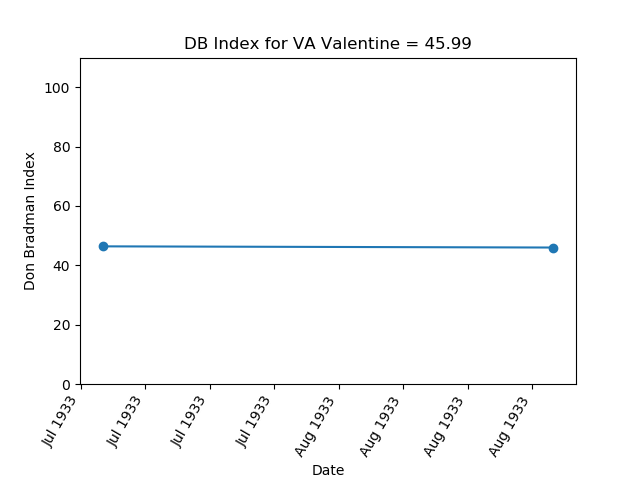 DB Index for VA Valentine = 45.99
Don Bradman Index
100
80
60
40
20
0
Jul 1933
Jul 1933
Jul 1933
Jul 1933
Aug 1933
Aug 1933
Aug 1933
Aug 1933
Date